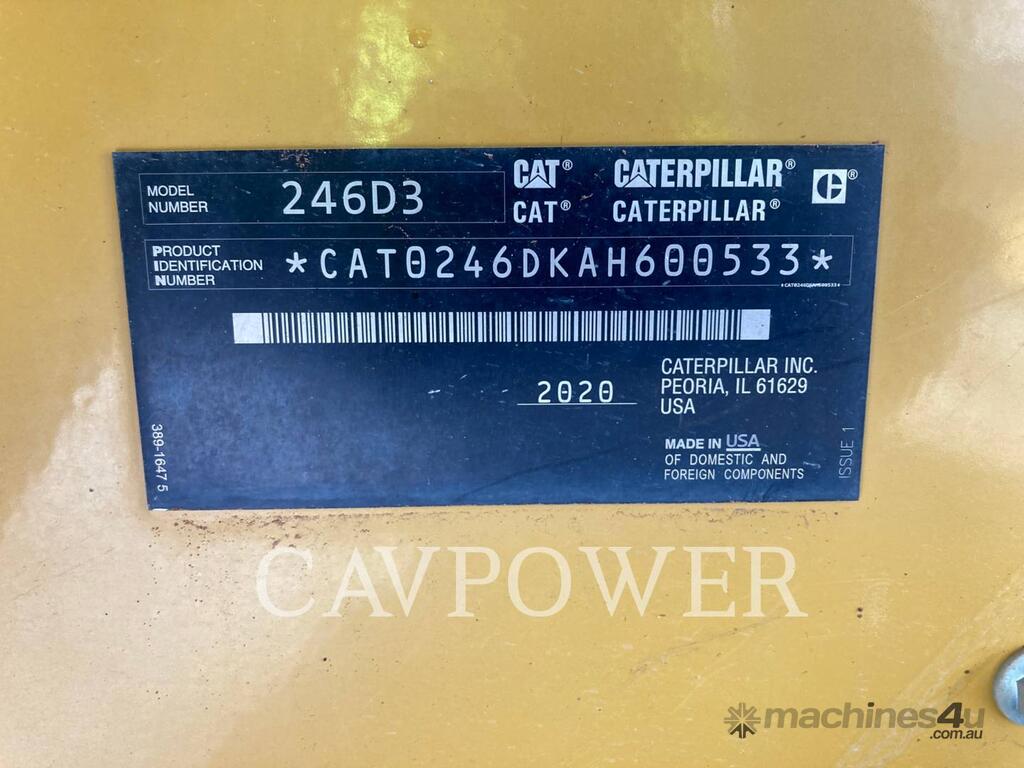 MODEL
NUMBER
246D3
CAT® CATERPILLAR® C®
CAT® CATERPILLAR®
PRODUCT
IDENTIFICATION
NUMBER
*CAT0246DKAH600533*
*CAT0246DKAH600533*
2020
CATERPILLAR INC.
PEORIA, IL 61629
USA
MADE IN USA
OF DOMESTIC AND
FOREIGN COMPONENTS
389-1647 5
ISSUE 1
CAVPOWER
machines4u
.com.au